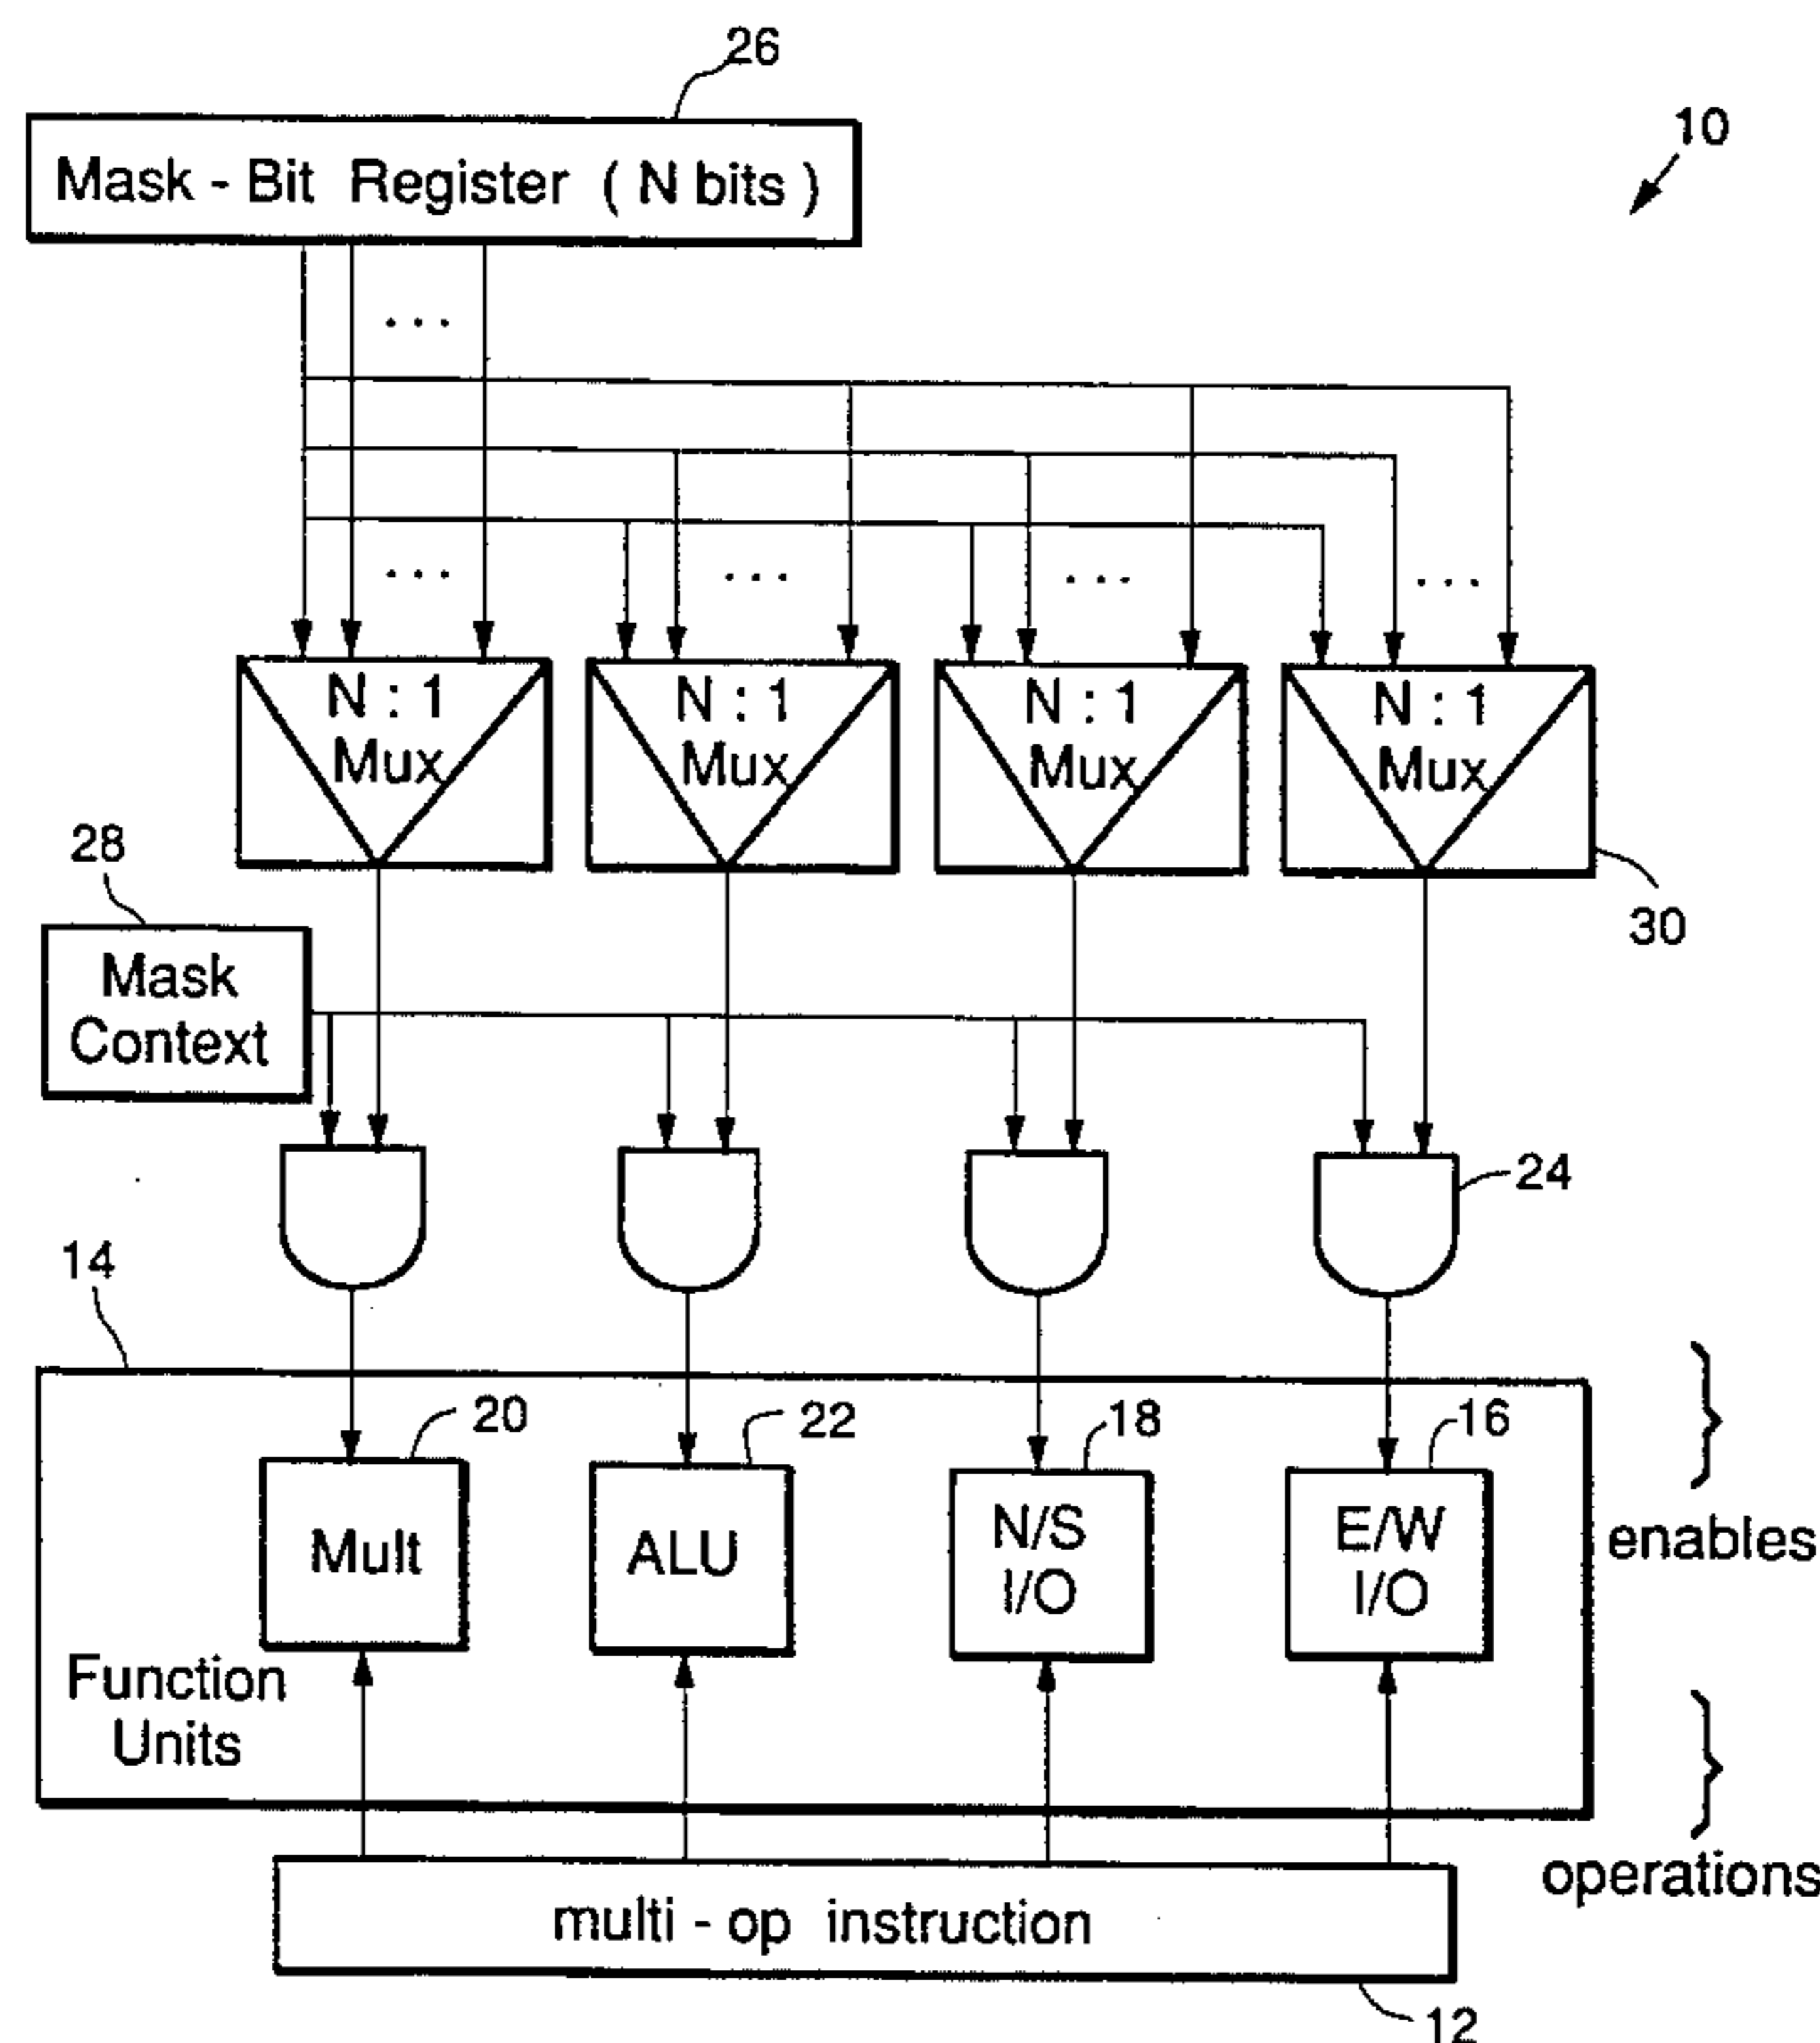 26
10
Mask - Bit Register ( N bits )
...
... ... ... ...
N : 1 Mux
N : 1 Mux
N : 1 Mux
N : 1 Mux
30
28
Mask
Context
24
14
20
22
18
16
Mult
ALU
N/S
I/O
E/W
I/O
enables
Function
Units
operations
multi - op instruction
12